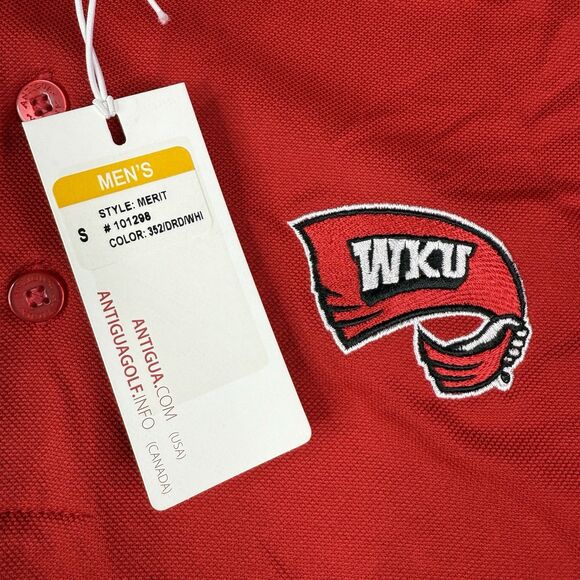 MEN'S
S
STYLE: MERIT
# 101298
COLOR: 352/DRD/WHI
ANTIGUA.COM (USA)
ANTIGUAGOLF.INFO (CANADA)
WKU